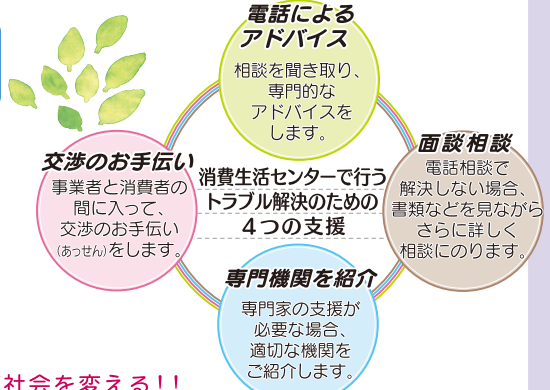 電話による
アドバイス
相談を聞き取り、
専門的な
アドバイスを
します。
面談相談
電話相談で
解決しない場合、
書類などを見ながら
さらに詳しく
相談にのります。
交渉のお手伝い
事業者と消費者の
間に入って、
交渉のお手伝い
(あっせん)をします。
消費生活センターで行う
トラブル解決のための
4つの支援
専門機関を紹介
専門家の支援が
必要な場合、
適切な機関を
ご紹介します。
社会を変える!!